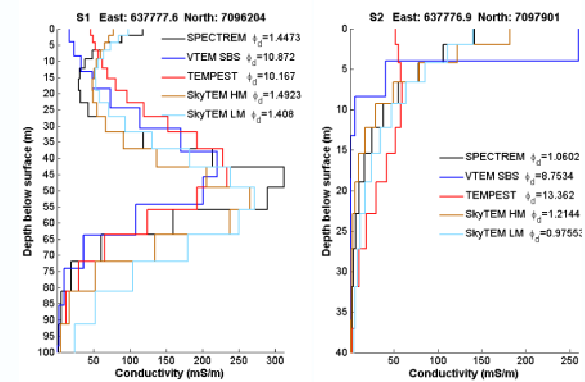 S1 East: 637777.6 North: 7096204
SPECTREM ϕd=1.4473
VTEM SBS ϕd=10.872
TEMPEST ϕd=10.167
SkyTEM HM ϕd=1.4923
SkyTEM LM ϕd=1.408
Depth below surface (m)
0
5
10
15
20
25
30
35
40
45
50
55
60
65
70
75
80
85
90
95
100
50 100 150 200 250 300
Conductivity (mS/m)
S2 East: 637776.9 North: 7097901
SPECTREM ϕd=1.0602
VTEM SBS ϕd=8.7534
TEMPEST ϕd=13.362
SkyTEM HM ϕd=1.2144
SkyTEM LM ϕd=0.97553
Depth below surface (m)
0
5
10
15
20
25
30
35
40
50 100 150 200 250
Conductivity (mS/m)